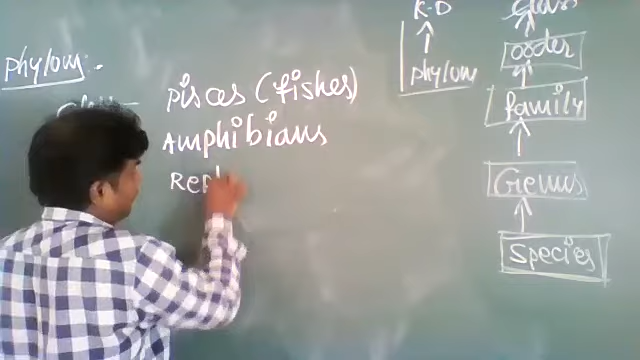 phylum:-
Pisces (fishes)
Amphibians
Rep
K.D
phylum
class
order
family
Genus
Species